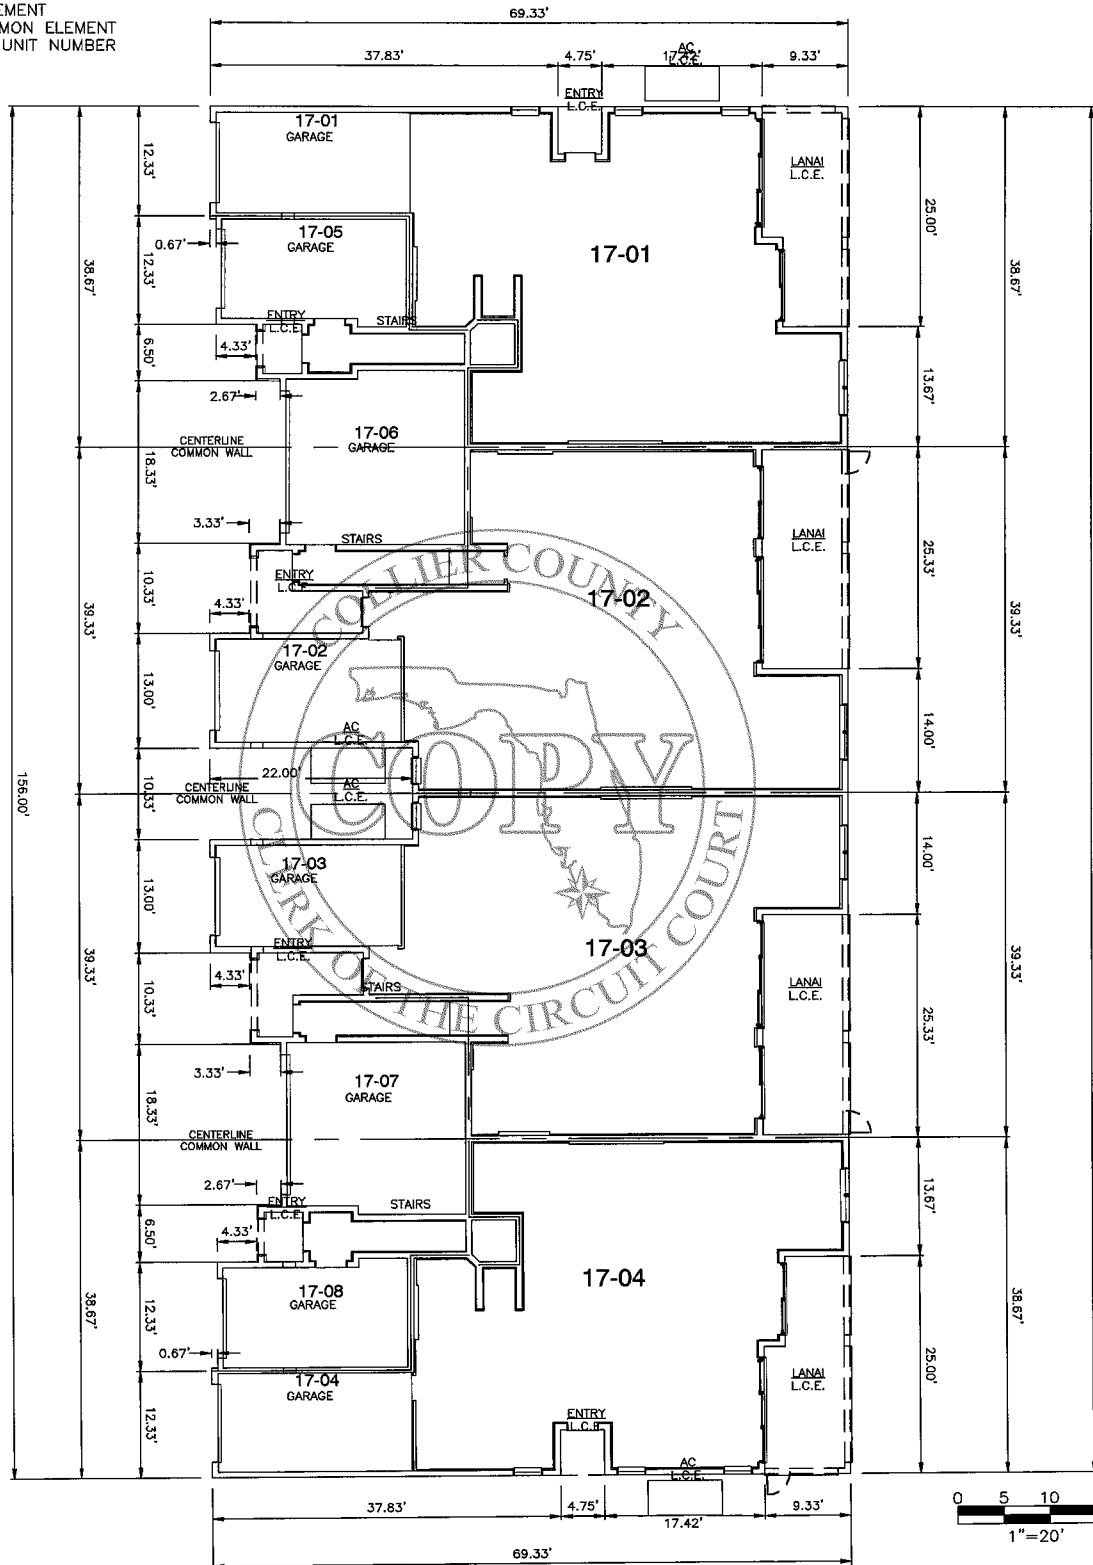 EMENT
MON ELEMENT
UNIT NUMBER
69.33'
37.83'
4.75'
17.42'
9.33'
AC
L.C.E.
ENTRY
L.C.E.
17-01
GARAGE
LANAI
L.C.E.
12.33'
25.00'
17-05
GARAGE
0.67'
17-01
12.33'
38.67'
38.67'
ENTRY
L.C.E.
STAIRS
4.33'
6.50'
2.67'
13.67'
17-06
GARAGE
CENTERLINE
COMMON WALL
18.33'
3.33'
STAIRS
LANAI
L.C.E.
25.33'
ENTRY
L.C.E.
10.33'
4.33'
17-02
39.33'
39.33'
17-02
GARAGE
13.00'
14.00'
AC
L.C.E.
22.00'
CENTERLINE
COMMON WALL
10.33'
AC
L.C.E.
156.00'
COLLIER COUNTY
COPY
CLERK OF THE CIRCUIT COURT
14.00'
17-03
GARAGE
13.00'
ENTRY
L.C.E.
17-03
4.33'
39.33'
39.33'
10.33'
STAIRS
LANAI
L.C.E.
25.33'
3.33'
17-07
GARAGE
18.33'
CENTERLINE
COMMON WALL
2.67'
ENTRY
L.C.E.
STAIRS
13.67'
4.33'
6.50'
17-04
17-08
GARAGE
12.33'
38.67'
38.67'
0.67'
17-04
GARAGE
12.33'
25.00'
LANAI
L.C.E.
ENTRY
L.C.E.
AC
L.C.E.
37.83'
4.75'
17.42'
9.33'
69.33'
0 5 10
1"=20'